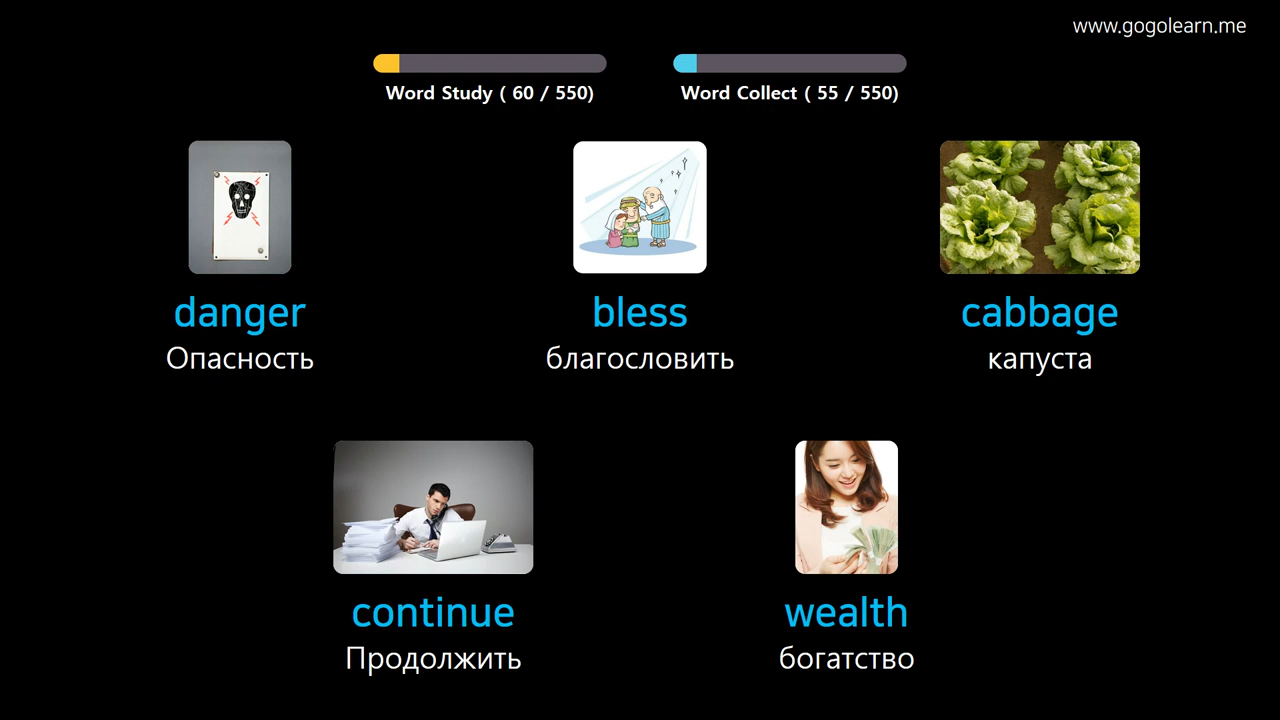 www.gogolearn.me
Word Study ( 60 / 550)
Word Collect ( 55 / 550)
danger
Опасность
bless
благословить
cabbage
капуста
continue
Продолжить
wealth
богатство